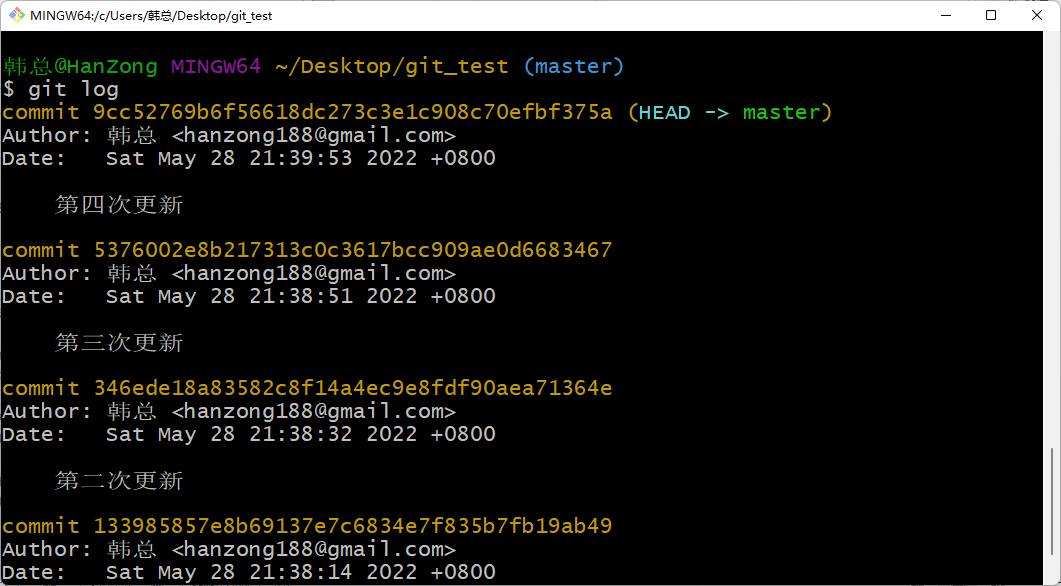 MINGW64:/c/Users/韩总/Desktop/git_test
韩总@HanZong MINGW64 ~/Desktop/git_test (master)
$ git log
commit 9cc52769b6f56618dc273c3e1c908c70efbf375a (HEAD -> master)
Author: 韩总 <hanzong188@gmail.com>
Date:   Sat May 28 21:39:53 2022 +0800
    第四次更新
commit 5376002e8b217313c0c3617bcc909ae0d6683467
Author: 韩总 <hanzong188@gmail.com>
Date:   Sat May 28 21:38:51 2022 +0800
    第三次更新
commit 346ede18a83582c8f14a4ec9e8fdf90aea71364e
Author: 韩总 <hanzong188@gmail.com>
Date:   Sat May 28 21:38:32 2022 +0800
    第二次更新
commit 133985857e8b69137e7c6834e7f835b7fb19ab49
Author: 韩总 <hanzong188@gmail.com>
Date:   Sat May 28 21:38:14 2022 +0800